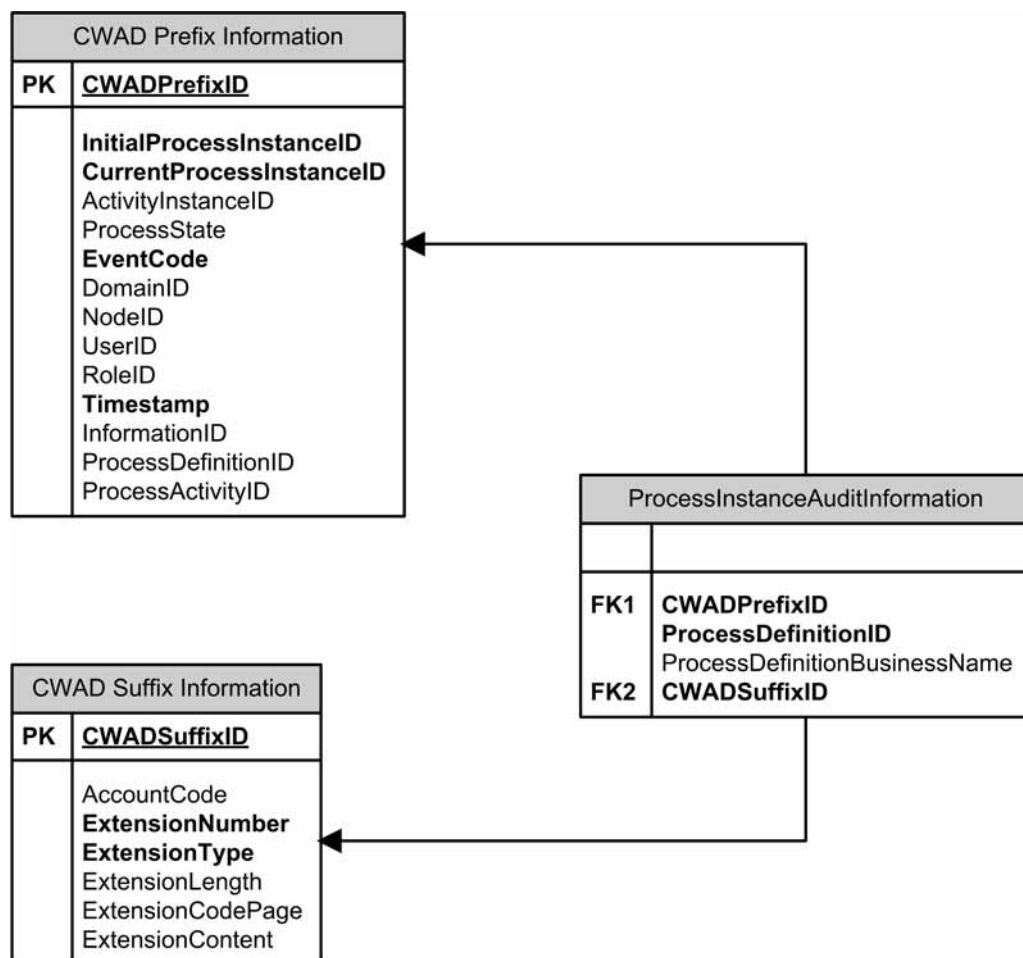 CWAD Prefix Information
PK CWADPrefixID
InitialProcessInstanceID
CurrentProcessInstanceID
ActivityInstanceID
ProcessState
EventCode
DomainID
NodeID
UserID
RoleID
Timestamp
InformationID
ProcessDefinitionID
ProcessActivityID
ProcessInstanceAuditInformation
FK1 CWADPrefixID
ProcessDefinitionID
ProcessDefinitionBusinessName
FK2 CWADSuffixID
CWAD Suffix Information
PK CWADSuffixID
AccountCode
ExtensionNumber
ExtensionType
ExtensionLength
ExtensionCodePage
ExtensionContent